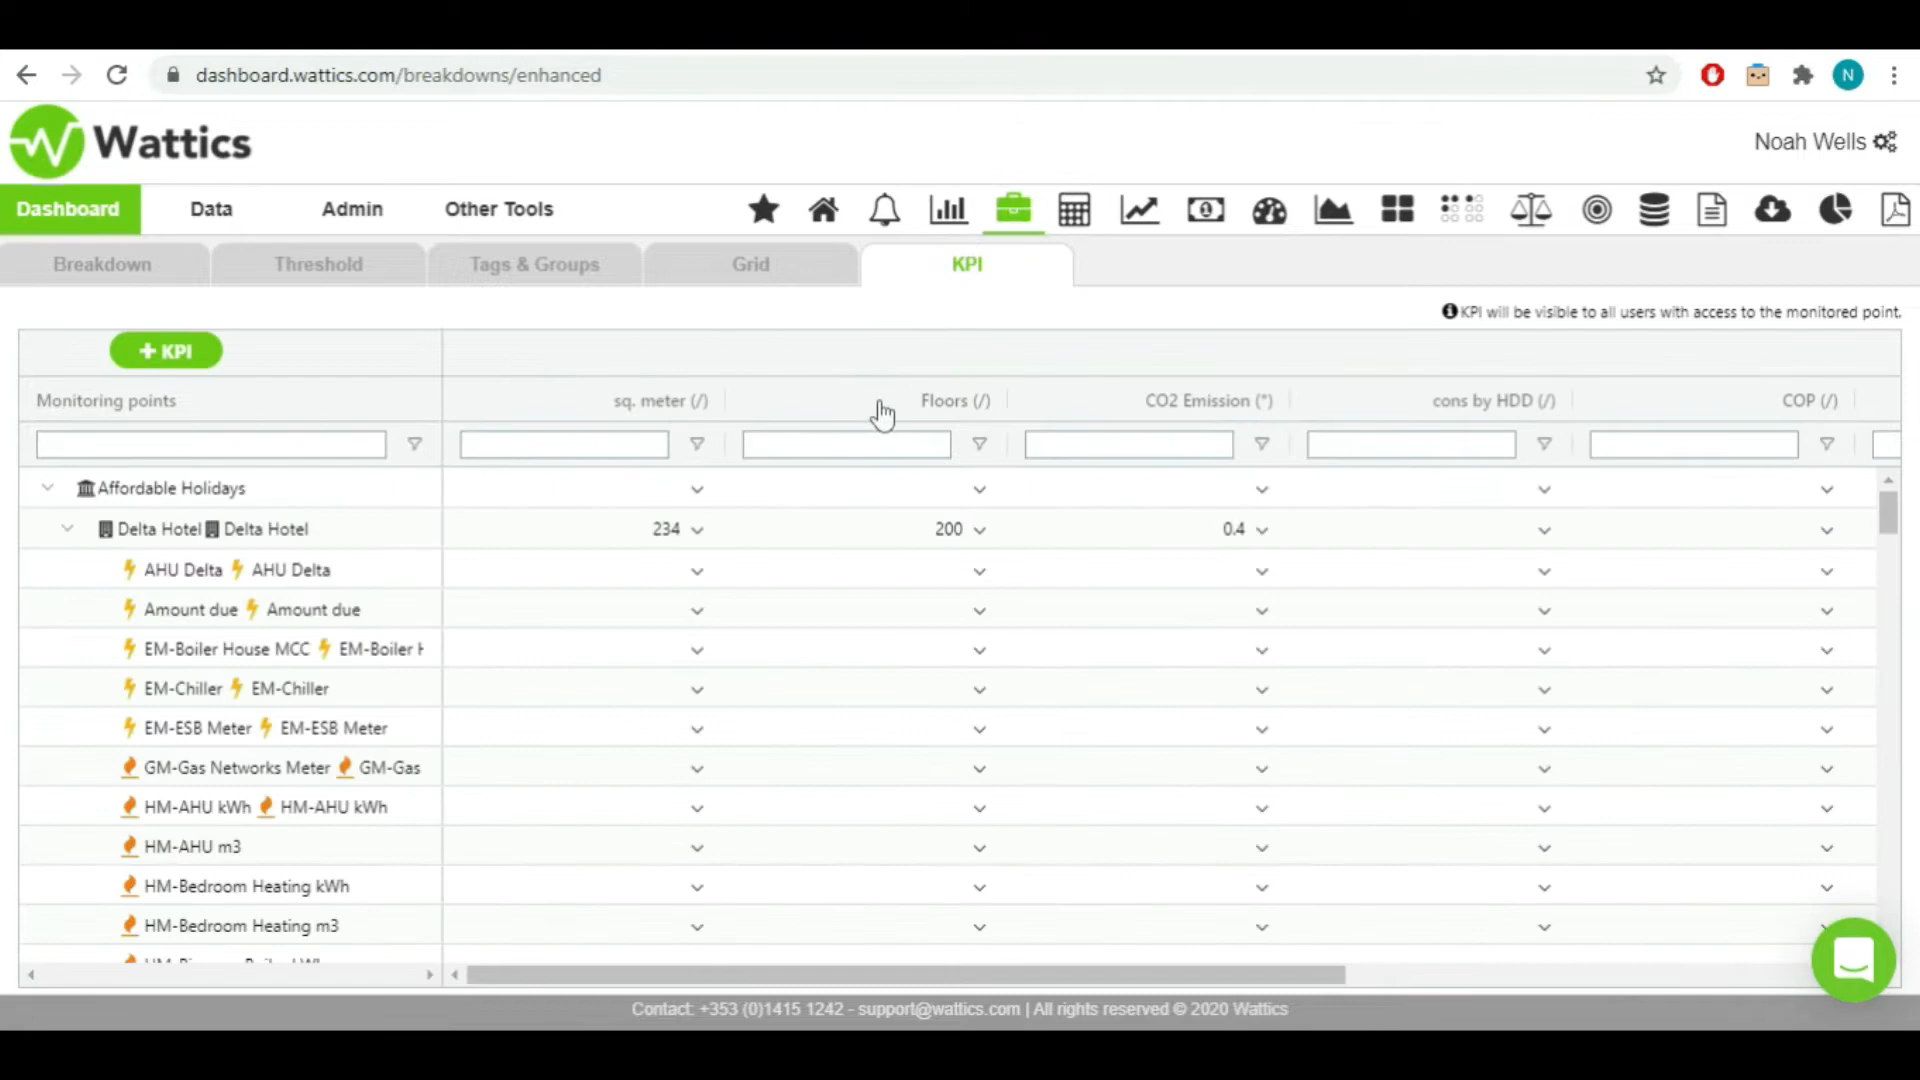 dashboard.wattics.com/breakdowns/enhanced
N
Wattics
Noah Wells
Dashboard Data Admin Other Tools
Breakdown Threshold Tags & Groups Grid KPI
KPI will be visible to all users with access to the monitored point.
+ KPI
Monitoring points sq. meter (/) Floors (/) CO2 Emission (*) cons by HDD (/) COP (/)
Affordable Holidays
Delta Hotel Delta Hotel 234 200 0.4
AHU Delta AHU Delta
Amount due Amount due
EM-Boiler House MCC EM-Boiler
EM-Chiller EM-Chiller
EM-ESB Meter EM-ESB Meter
GM-Gas Networks Meter GM-Gas
HM-AHU kWh HM-AHU kWh
HM-AHU m3
HM-Bedroom Heating kWh
HM-Bedroom Heating m3
Contact: +353 (0)1415 1242 - support@wattics.com | All rights reserved © 2020 Wattics